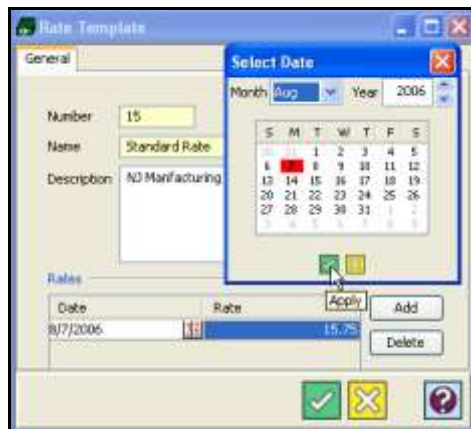 Rate Template
General
Select Date
Month Aug Year 2006
S M T W T F S
30 31 1 2 3 4 5
6 7 8 9 10 11 12
13 14 15 16 17 18 19
20 21 22 23 24 25 26
27 28 29 30 31 1 2
3 4 5 6 7 8 9
Number 15
Name Standard Rate
Description NJ Manfacturing
Apply
Rates
Date Rate
8/7/2006 15.75
Add
Delete